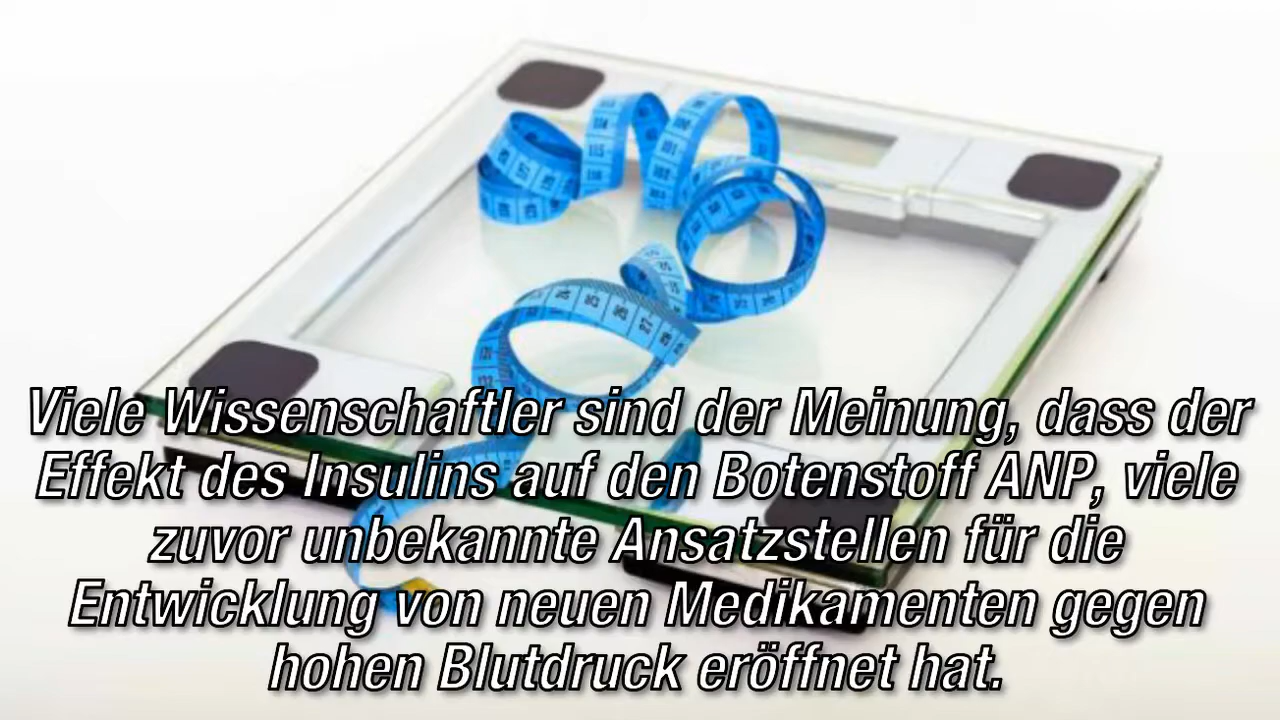 Viele Wissenschaftler sind der Meinung, dass der
Effekt des Insulins auf den Botenstoff ANP, viele
zuvor unbekannte Ansatzstellen für die
Entwicklung von neuen Medikamenten gegen
hohen Blutdruck eröffnet hat.